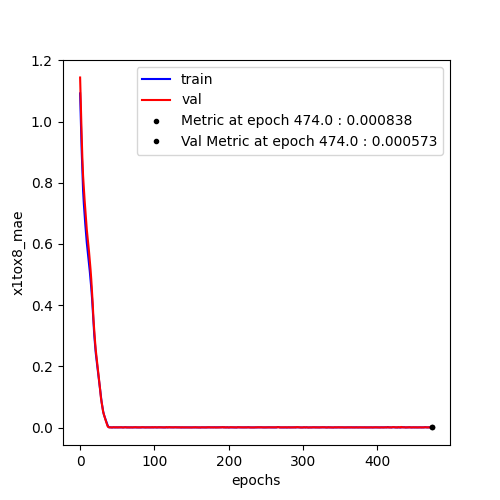 train
val
Metric at epoch 474.0 : 0.000838
Val Metric at epoch 474.0 : 0.000573
1.2
1.0
0.8
0.6
0.4
0.2
0.0
x1tox8_mae
0 100 200 300 400
epochs